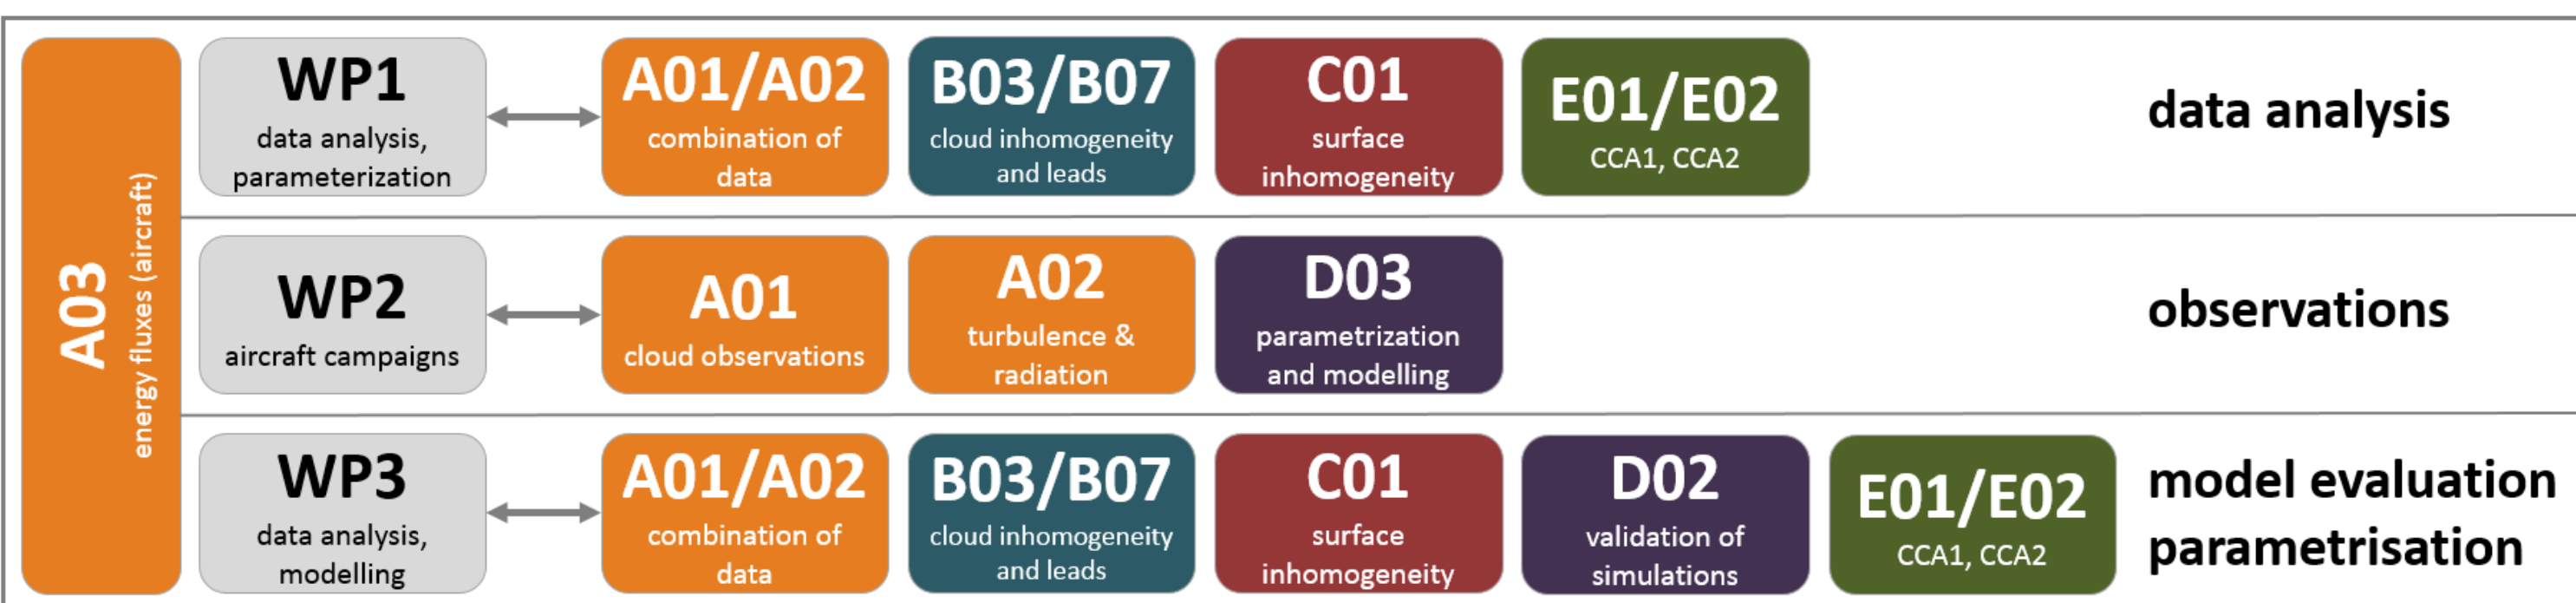 A03
energy fluxes (aircraft)
WP1
data analysis,
parameterization
A01/A02
combination of
data
B03/B07
cloud inhomogeneity
and leads
C01
surface
inhomogeneity
E01/E02
CCA1, CCA2
data analysis
WP2
aircraft campaigns
A01
cloud observations
A02
turbulence &
radiation
D03
parametrization
and modelling
observations
WP3
data analysis,
modelling
A01/A02
combination of
data
B03/B07
cloud inhomogeneity
and leads
C01
surface
inhomogeneity
D02
validation of
simulations
E01/E02
CCA1, CCA2
model evaluation
parametrisation